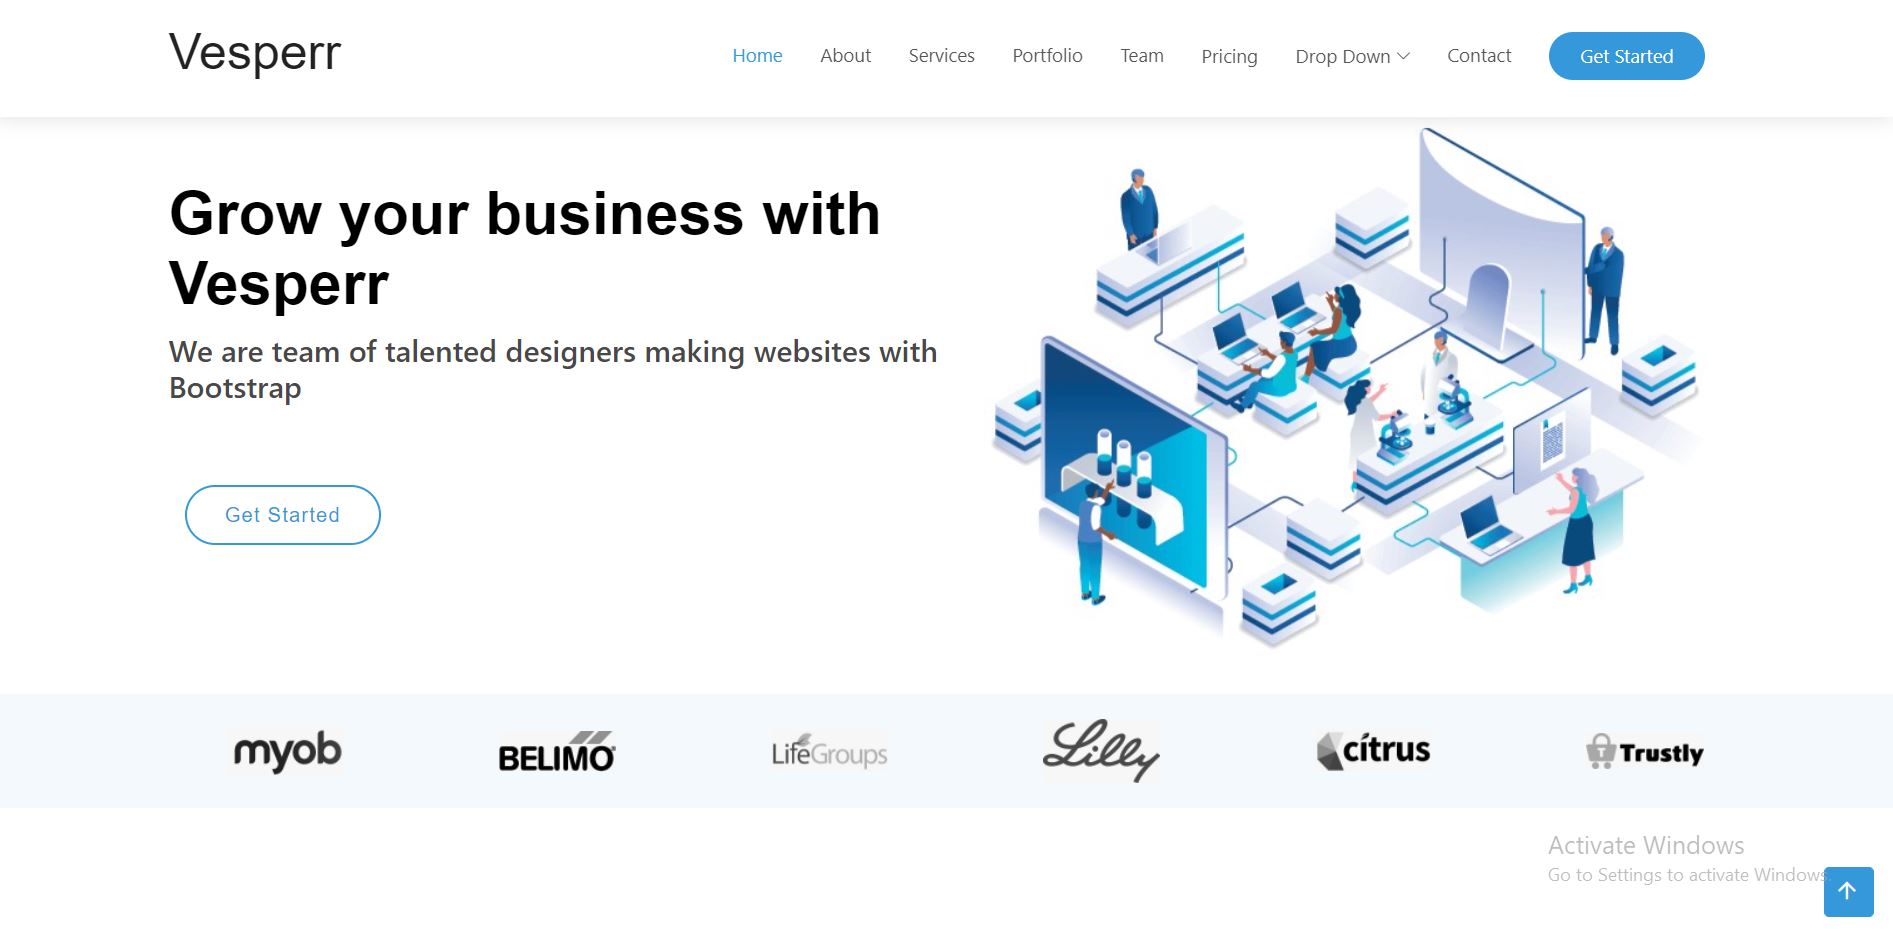 Vesperr
Home About Services Portfolio Team Pricing Drop Down Contact Get Started
Grow your business with
Vesperr
We are team of talented designers making websites with
Bootstrap
Get Started
myob BELIMO LifeGroups Lilly citrus Trustly
Activate Windows
Go to Settings to activate Windows.